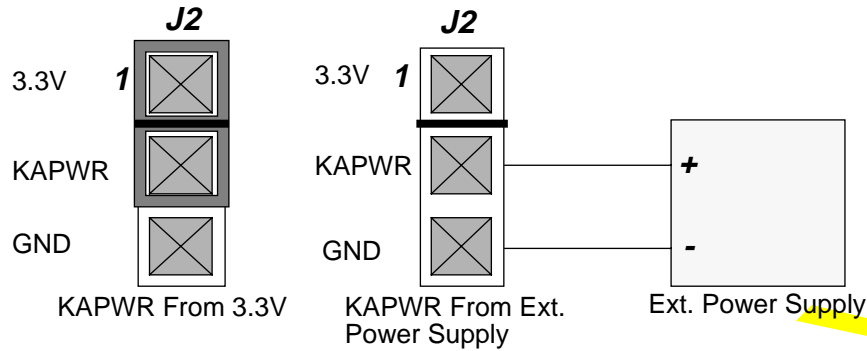 J2
3.3V 1
KAPWR
GND
KAPWR From 3.3V
J2
3.3V 1
KAPWR
GND
KAPWR From Ext.
Power Supply
+
-
Ext. Power Supply